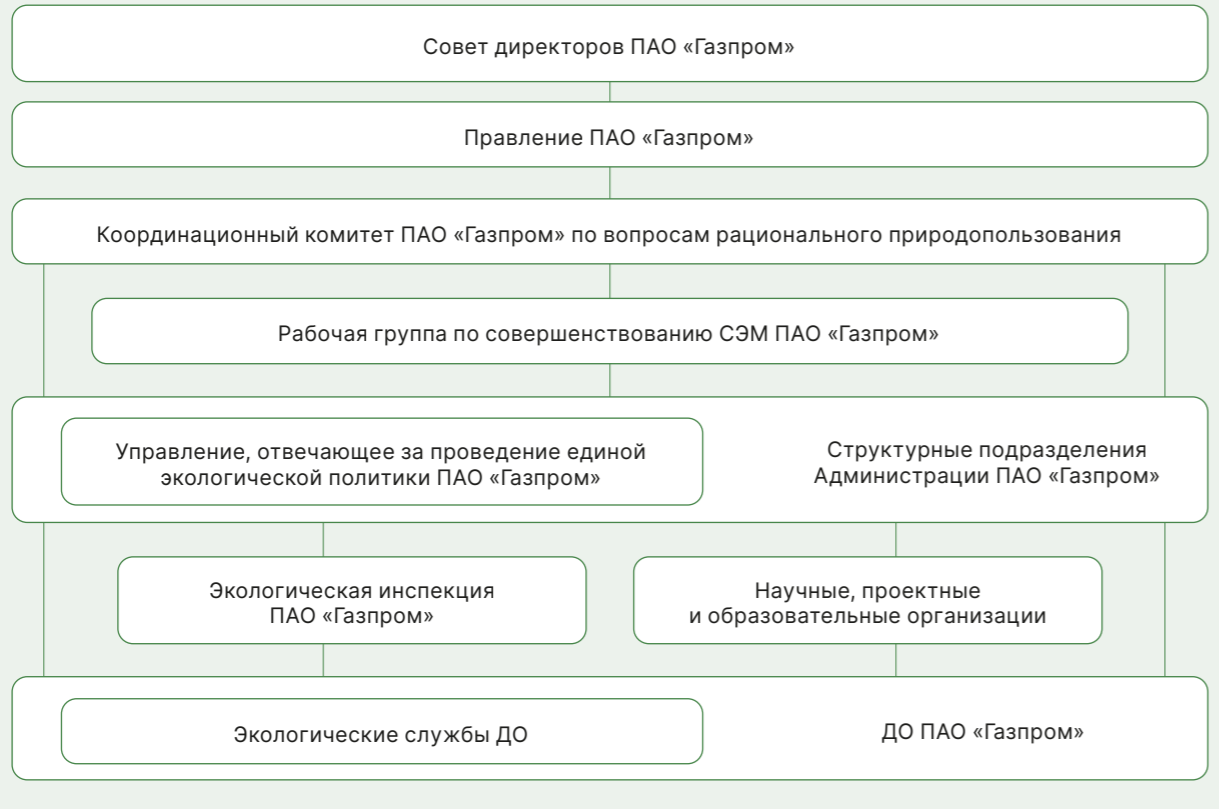 Совет директоров ПАО «Газпром»
Правление ПАО «Газпром»
Координационный комитет ПАО «Газпром» по вопросам рационального природопользования
Рабочая группа по совершенствованию СЭМ ПАО «Газпром»
Управление, отвечающее за проведение единой
экологической политики ПАО «Газпром»
Структурные подразделения
Администрации ПАО «Газпром»
Экологическая инспекция
ПАО «Газпром»
Научные, проектные
и образовательные организации
Экологические службы ДО
ДО ПАО «Газпром»